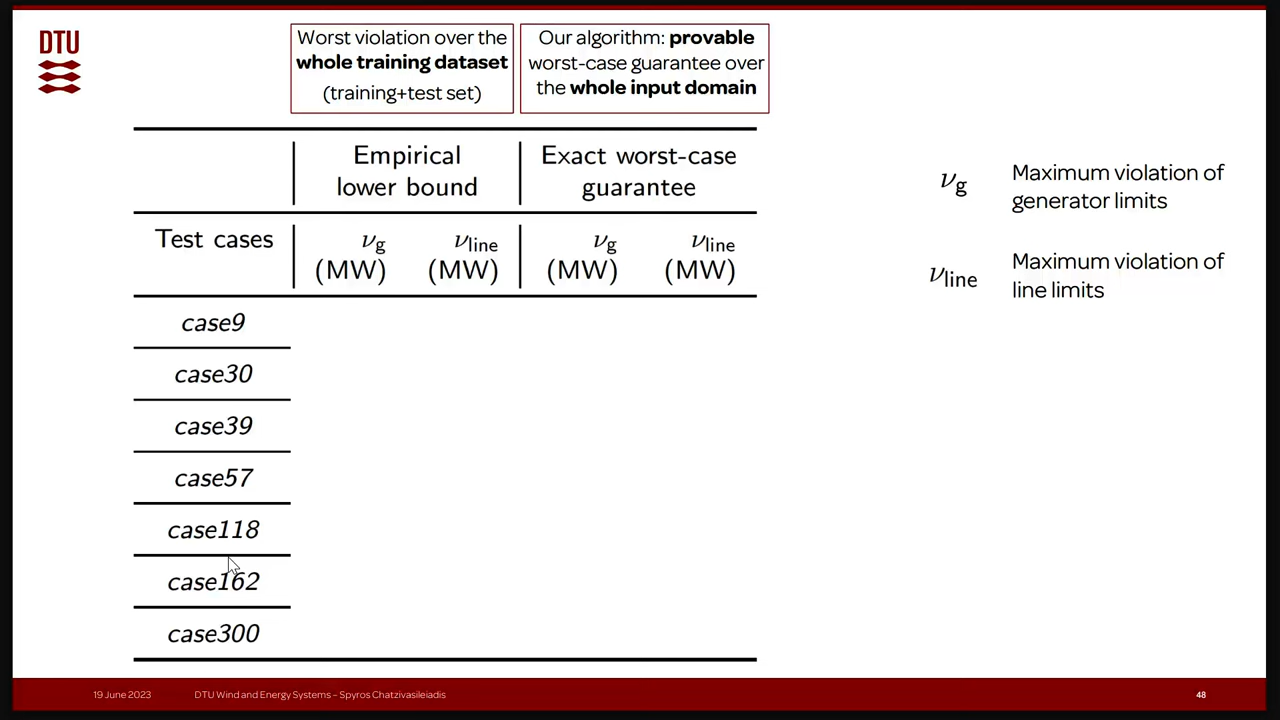 DTU
Worst violation over the
whole training dataset
(training+test set)
Our algorithm: provable
worst-case guarantee over
the whole input domain
Empirical
lower bound
Exact worst-case
guarantee
Test cases
νg
(MW)
νline
(MW)
νg
(MW)
νline
(MW)
case9
case30
case39
case57
case118
case162
case300
νg
Maximum violation of
generator limits
νline
Maximum violation of
line limits
19 June 2023
DTU Wind and Energy Systems – Spyros Chatzivasileiadis
48